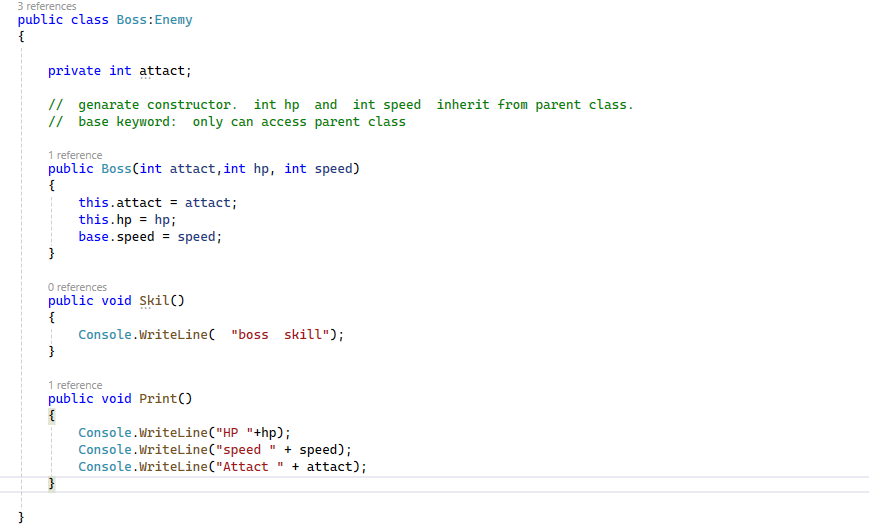 3 references
public class Boss:Enemy
{
private int attact;
//  genarate constructor.  int hp  and  int speed  inherit from parent class.
//  base keyword:  only can access parent class
1 reference
public Boss(int attact,int hp, int speed)
{
this.attact = attact;
this.hp = hp;
base.speed = speed;
}
0 references
public void Skil()
{
Console.WriteLine(  "boss  skill");
}
1 reference
public void Print()
{
Console.WriteLine("HP "+hp);
Console.WriteLine("speed " + speed);
Console.WriteLine("Attact " + attact);
}
}